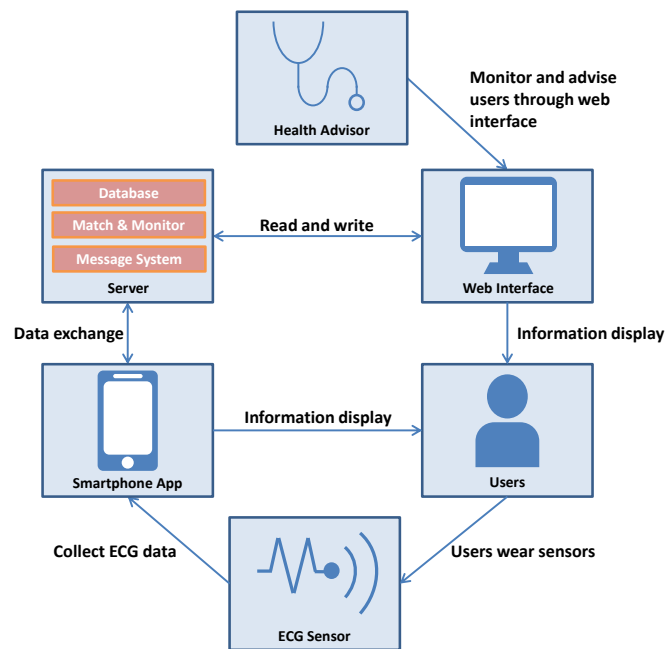 Health Advisor
Monitor and advise
users through web
interface
Database
Match & Monitor
Message System
Server
Read and write
Web Interface
Data exchange
Information display
Smartphone App
Information display
Users
Collect ECG data
Users wear sensors
ECG Sensor